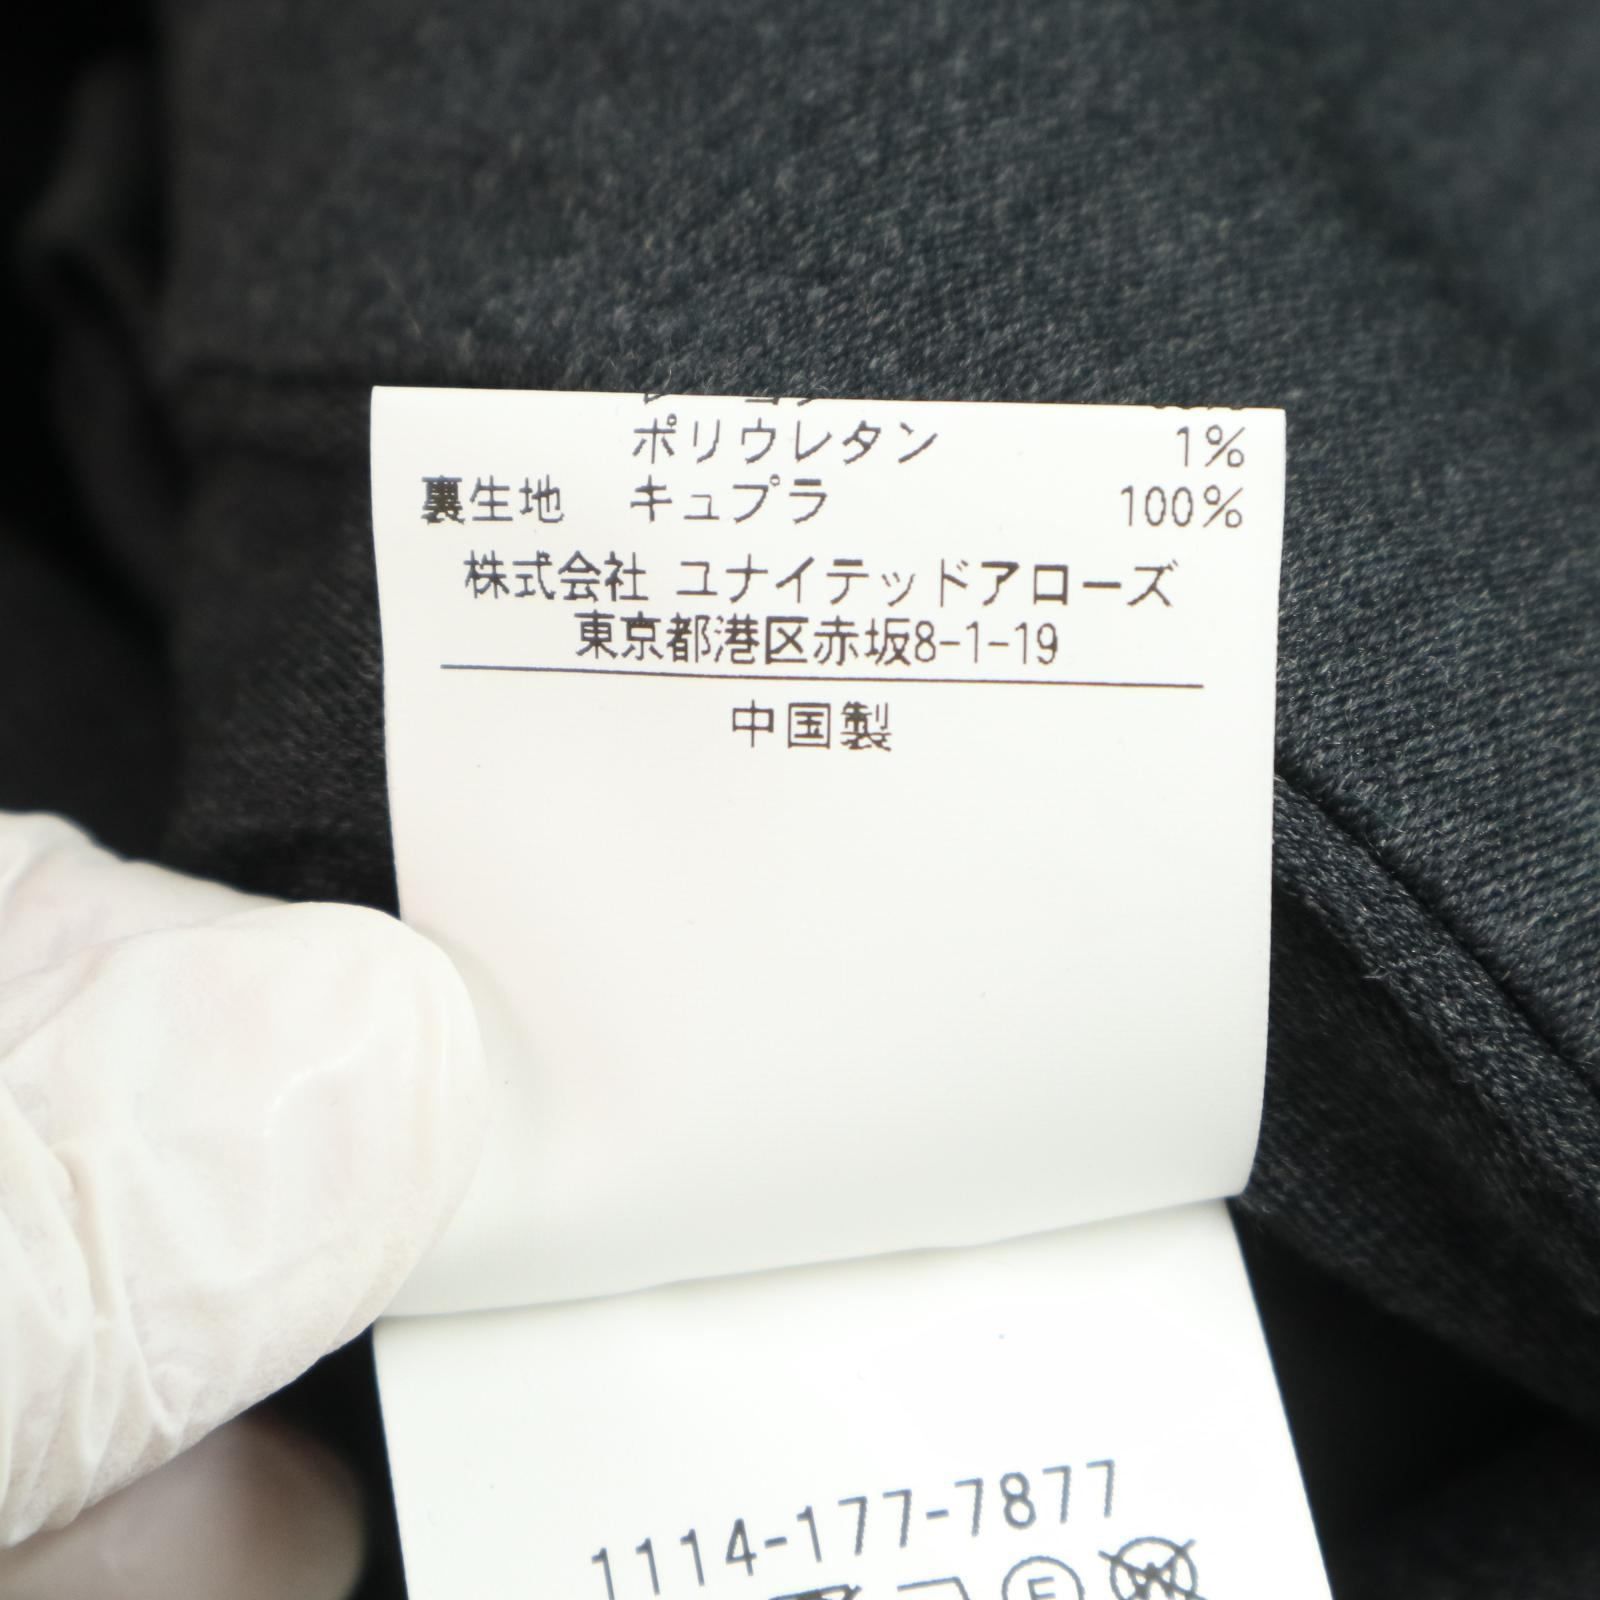 ポリウレタン 1%
裏生地 キュプラ 100%
株式会社 ユナイテッドアローズ
東京都港区赤坂8-1-19
中国製
1114-177-7877
F
W